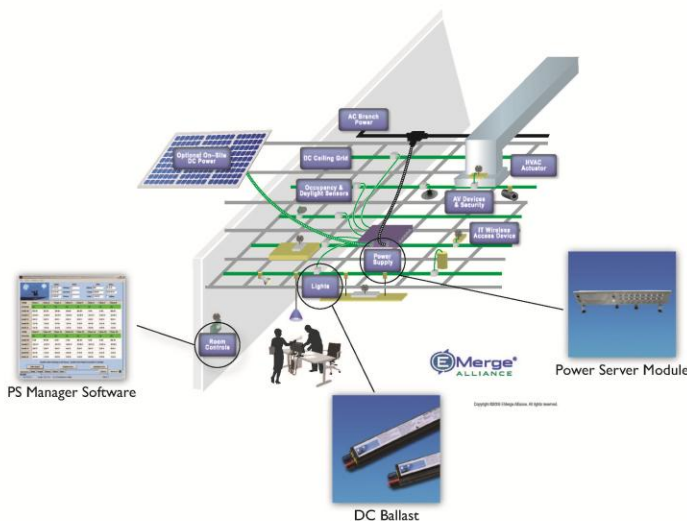 AC Branch
Power
Optional On-Site
DC Power
DC Ceiling Grid
HVAC
Actuator
Occupancy &
Daylight Sensors
AV Devices
& Security
IT Wireless
Access Device
Power
Supply
Lights
Room
Controls
EMerge®
ALLIANCE
PS Manager Software
Power Server Module
DC Ballast